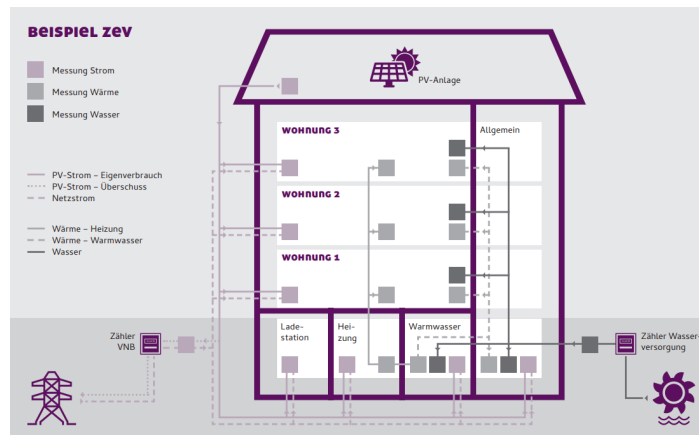 BEISPIEL ZEV
Messung Strom
Messung Wärme
Messung Wasser
PV-Strom – Eigenverbrauch
PV-Strom – Überschuss
Netzstrom
Wärme – Heizung
Wärme – Warmwasser
Wasser
PV-Anlage
WOHNUNG 3
Allgemein
WOHNUNG 2
WOHNUNG 1
Lade-
station
Hei-
zung
Warmwasser
Zähler
VNB
Zähler Wasser-
versorgung